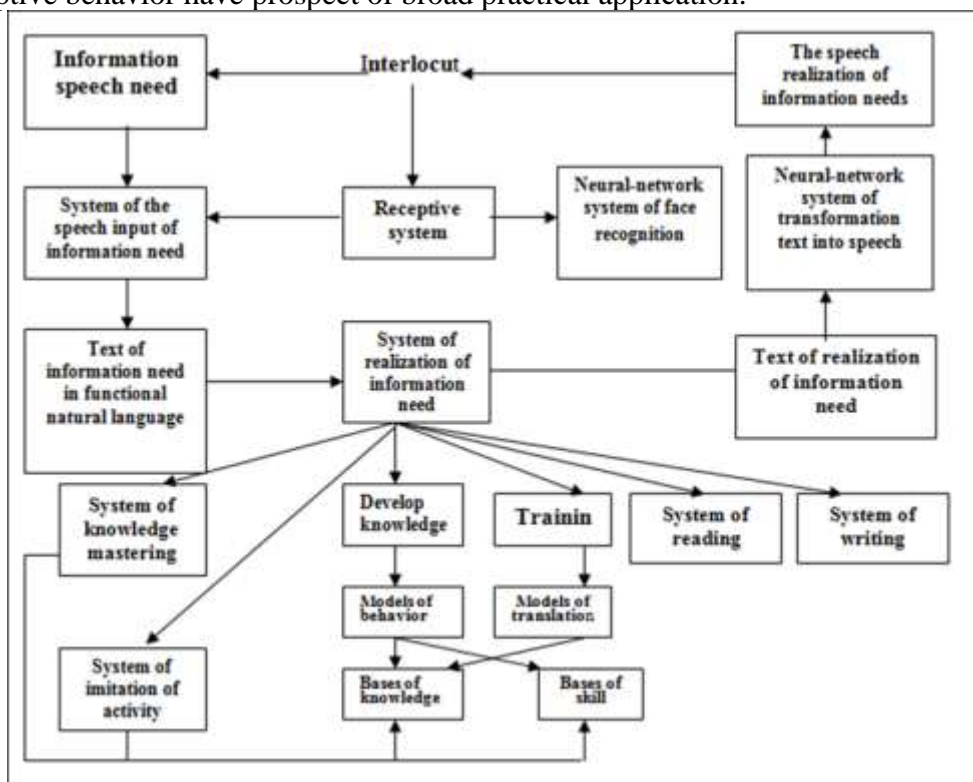 ptive behavior have prospect of broad practical application.
Information
speech need
Interlocut
The speech
realization of
information needs
System of the
speech input of
information need
Receptive
system
Neural-network
system of face
recognition
Neural-network
system of
transformation
text into speech
Text of
information need
in functional
natural language
System of
realization of
information
need
Text of realization
of information
need
System of
knowledge
mastering
Develop
knowledge
Trainin
System of
reading
System of
writing
Models of
behavior
Models of
translation
System of
imitation of
activity
Bases of
knowledge
Bases of
skill